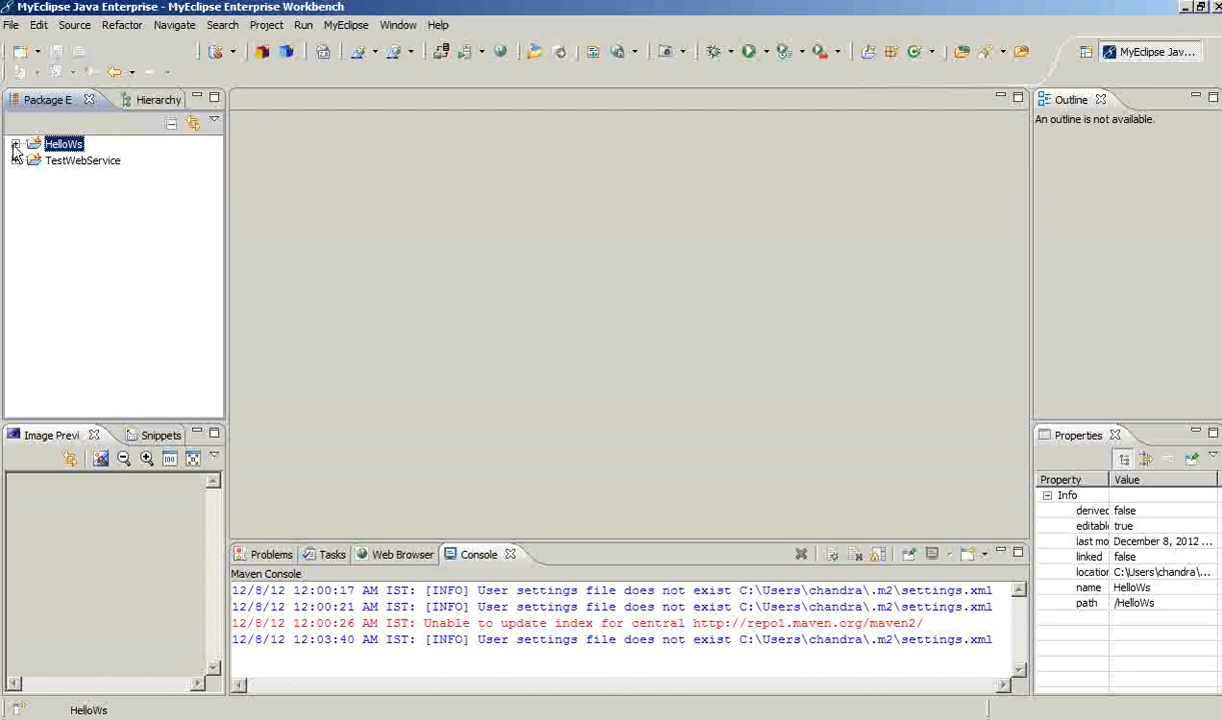 MyEclipse Java Enterprise - MyEclipse Enterprise Workbench
File Edit Source Refactor Navigate Search Project Run MyEclipse Window Help
MyEclipse Jav...
Package E
Hierarchy
HelloWs
TestWebService
Outline
An outline is not available.
Image Previ
Snippets
Properties
Property Value
Info
derived false
editable true
last mo December 8, 2012 ...
linked false
location C:\Users\chandra\...
name HelloWs
path /HelloWs
Problems Tasks Web Browser Console
Maven Console
12/8/12 12:00:17 AM IST: [INFO] User settings file does not exist C:\Users\chandra\.m2\settings.xml
12/8/12 12:00:21 AM IST: [INFO] User settings file does not exist C:\Users\chandra\.m2\settings.xml
12/8/12 12:00:26 AM IST: Unable to update index for central http://repo1.maven.org/maven2/
12/8/12 12:03:40 AM IST: [INFO] User settings file does not exist C:\Users\chandra\.m2\settings.xml
HelloWs